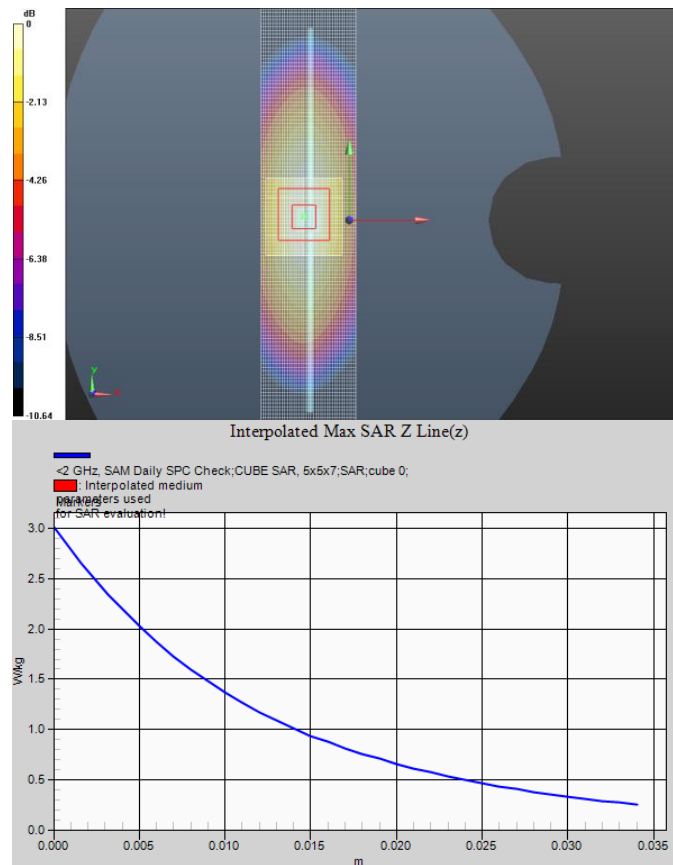 dB
0
-2.13
-4.26
-6.38
-8.51
-10.64
Y
X
Interpolated Max SAR Z Line(z)
<2 GHz, SAM Daily SPC Check;CUBE SAR, 5x5x7;SAR;cube 0;
: Interpolated medium
parameters used
Markers
for SAR evaluation!
3.0
2.5
2.0
1.5
1.0
0.5
0.0
W/kg
0.000 0.005 0.010 0.015 0.020 0.025 0.030 0.035
m